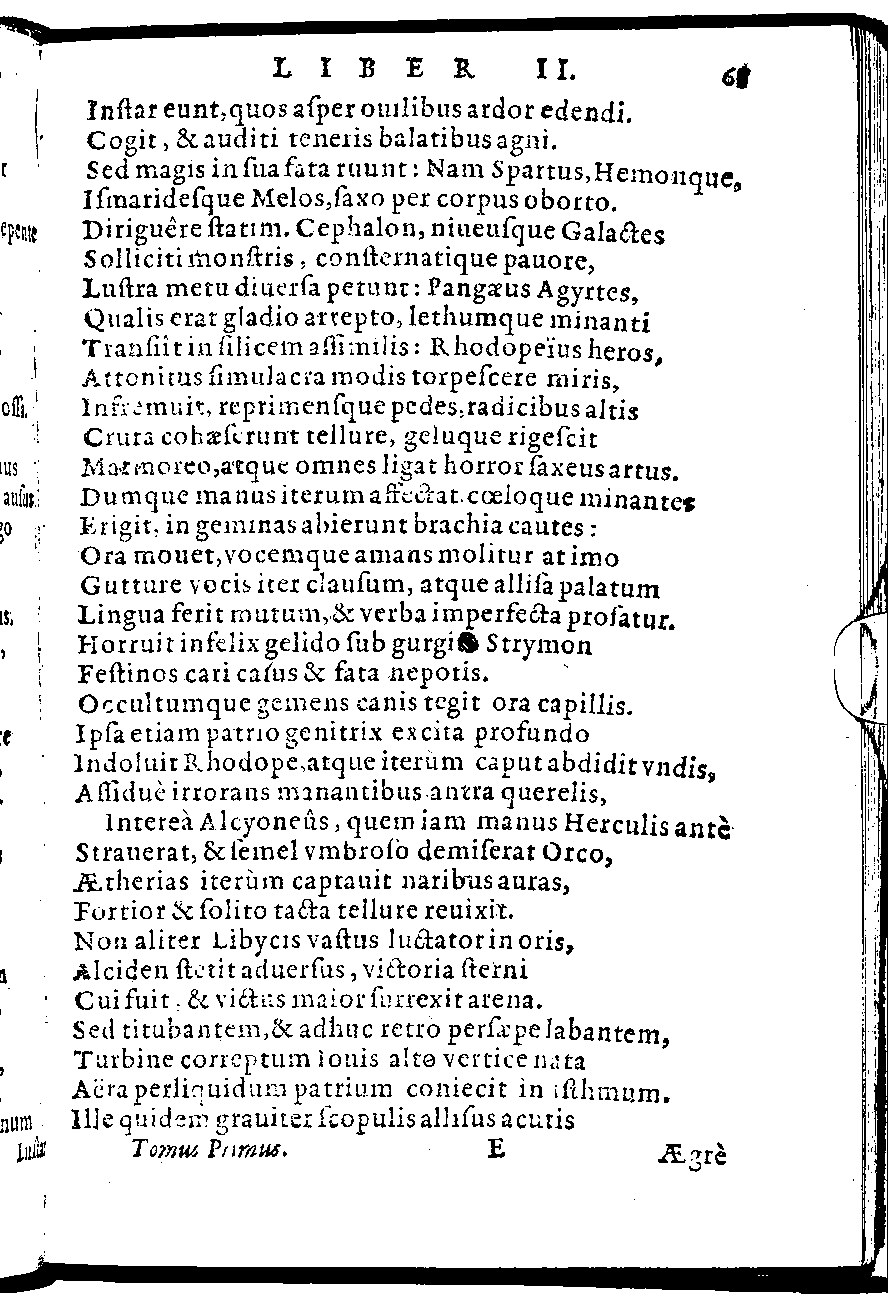 LIBER II.
Inſtar eunt, quos aſper ouilibus ardor edendi.
Cogit, & auditi teneris balatibus agni.
Sed magis in ſua fata ruunt: Nam Spartus, Hemonque,
Iſmarideſque Melos, ſaxo per corpus oborto.
Diriguêre ſtatim. Cephalon, niueuſque Galactes
Solliciti monſtris, conſternatique pauore,
Luſtra metu diuerſa petunt: Pangæus Agyrtes,
Qualis erat gladio arrepto, lethumque minanti
Tranſiit in ſilicem aſſimilis: Rhodopeïus heros,
Attonitus ſimulacra modis torpeſcere miris,
Infremuit, reprimenſque pedes, radicibus altis
Crura cohæſerunt tellure, geluque rigeſcit
Marmoreo, atque omnes ligat horror ſaxeus artus.
Dumque manus iterum affectat cœloque minantes
Erigit, in geminas abierunt brachia cautes:
Ora mouet, vocemque amans molitur at imo
Gutture vocis iter clauſum, atque alliſa palatum
Lingua ferit mutum, & verba imperfecta profatur.
Horruit infelix gelido ſub Strymon
Feſtinos cari caſus & fata nepotis.
Occultumque gemens canis tegit ora capillis.
Ipſa etiam patrio genitrix excita profundo
Indoluit Rhodope, atque iterùm caput abdidit vndis,
Aſſiduè irrorans manantibus antra querelis,
Intereà Alcyoneûs, quem iam manus Herculis antè
Strauerat, & ſemel vmbroſo demiſerat Orco,
Ætherias iterùm captauit naribus auras,
Fortior & ſolito tacta tellure reuixit.
Non aliter Libycis vaſtus luctator in oris,
Alciden ſtetit aduerſus, victoria ſterni
Cui fuit, & victus maior ſurrexit arena.
Sed titubantem, & adhuc retrò perſæpe labantem,
Turbine correptum Iouis alto vertice nata
Aëra per liquidum patrium coniecit in iſthmum.
Ille quidem grauiter ſcopulis alliſus acutis
Tomus Primus. E Ægrè